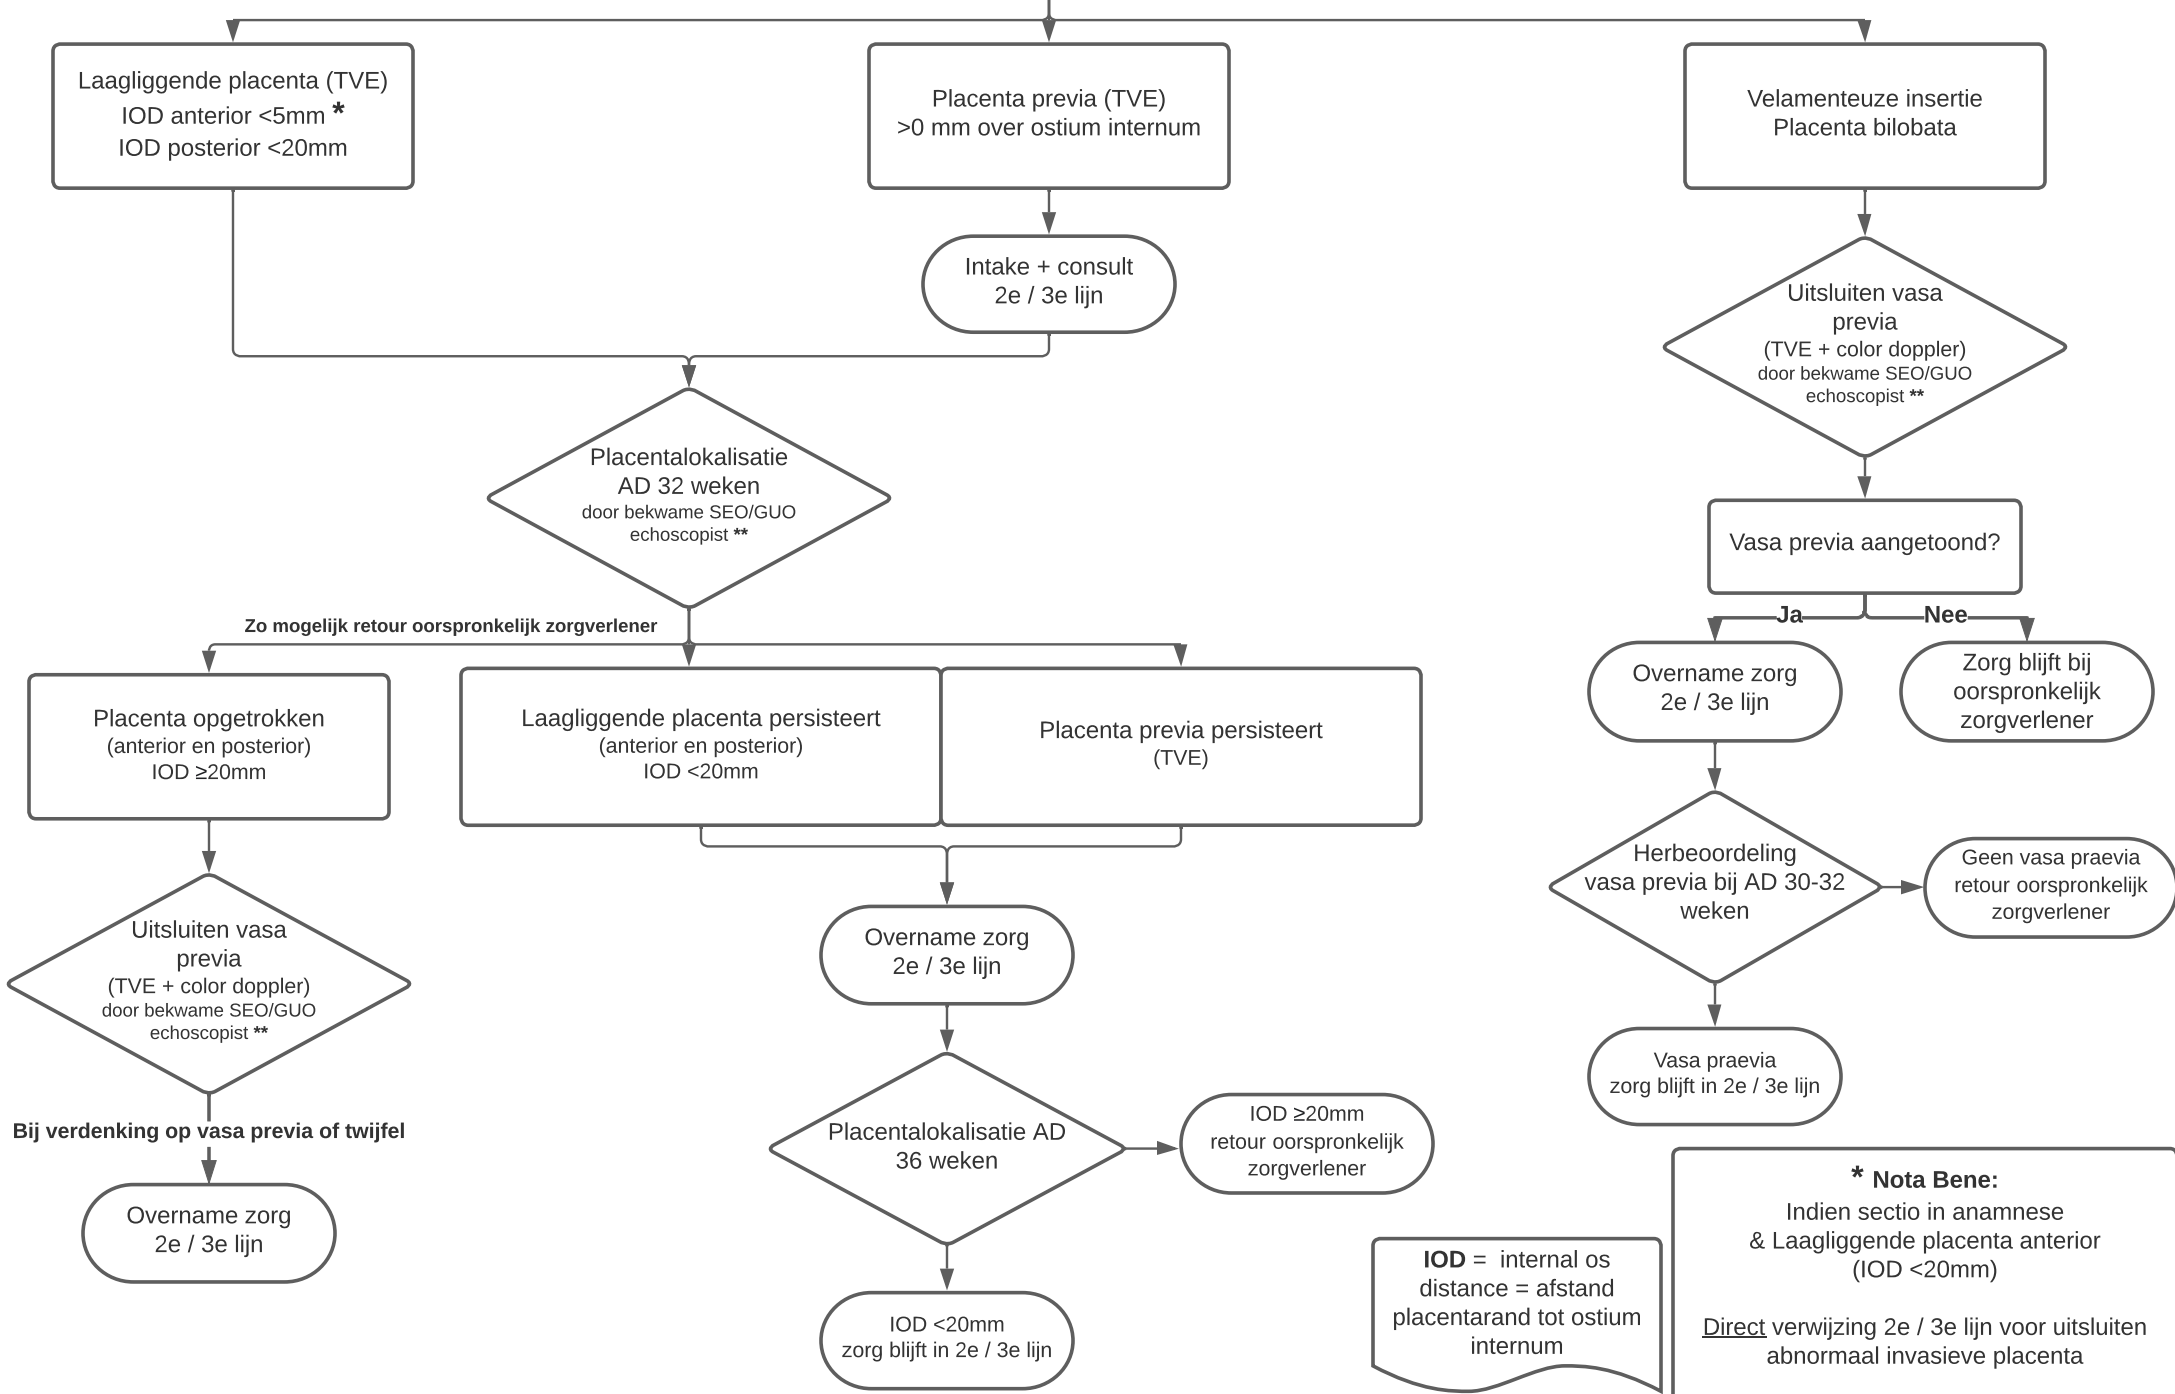 Laagliggende placenta (TVE)
IOD anterior <5mm *
IOD posterior <20mm
Placenta previa (TVE)
>0 mm over ostium internum
Velamenteuze insertie
Placenta bilobata
Intake + consult
2e / 3e lijn
Uitsluiten vasa
previa
(TVE + color doppler)
door bekwame SEO/GUO
echoscopist **
Placentalokalisatie
AD 32 weken
door bekwame SEO/GUO
echoscopist **
Vasa previa aangetoond?
Ja
Nee
Zo mogelijk retour oorspronkelijk zorgverlener
Overname zorg
2e / 3e lijn
Zorg blijft bij
oorspronkelijk
zorgverlener
Placenta opgetrokken
(anterior en posterior)
IOD ≥20mm
Laagliggende placenta persisteert
(anterior en posterior)
IOD <20mm
Placenta previa persisteert
(TVE)
Herbeoordeling
vasa previa bij AD 30-32
weken
Geen vasa praevia
retour oorspronkelijk
zorgverlener
Uitsluiten vasa
previa
(TVE + color doppler)
door bekwame SEO/GUO
echoscopist **
Overname zorg
2e / 3e lijn
Vasa praevia
zorg blijft in 2e / 3e lijn
Bij verdenking op vasa previa of twijfel
Placentalokalisatie AD
36 weken
IOD ≥20mm
retour oorspronkelijk
zorgverlener
Overname zorg
2e / 3e lijn
IOD <20mm
zorg blijft in 2e / 3e lijn
IOD = internal os
distance = afstand
placentarand tot ostium
internum
* Nota Bene:
Indien sectio in anamnese
& Laagliggende placenta anterior
(IOD <20mm)
Direct verwijzing 2e / 3e lijn voor uitsluiten
abnormaal invasieve placenta